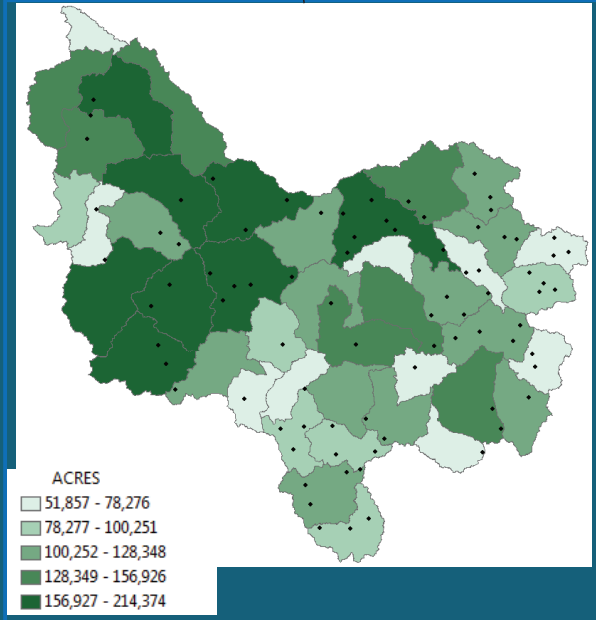 ACRES
51,857 - 78,276
78,277 - 100,251
100,252 - 128,348
128,349 - 156,926
156,927 - 214,374